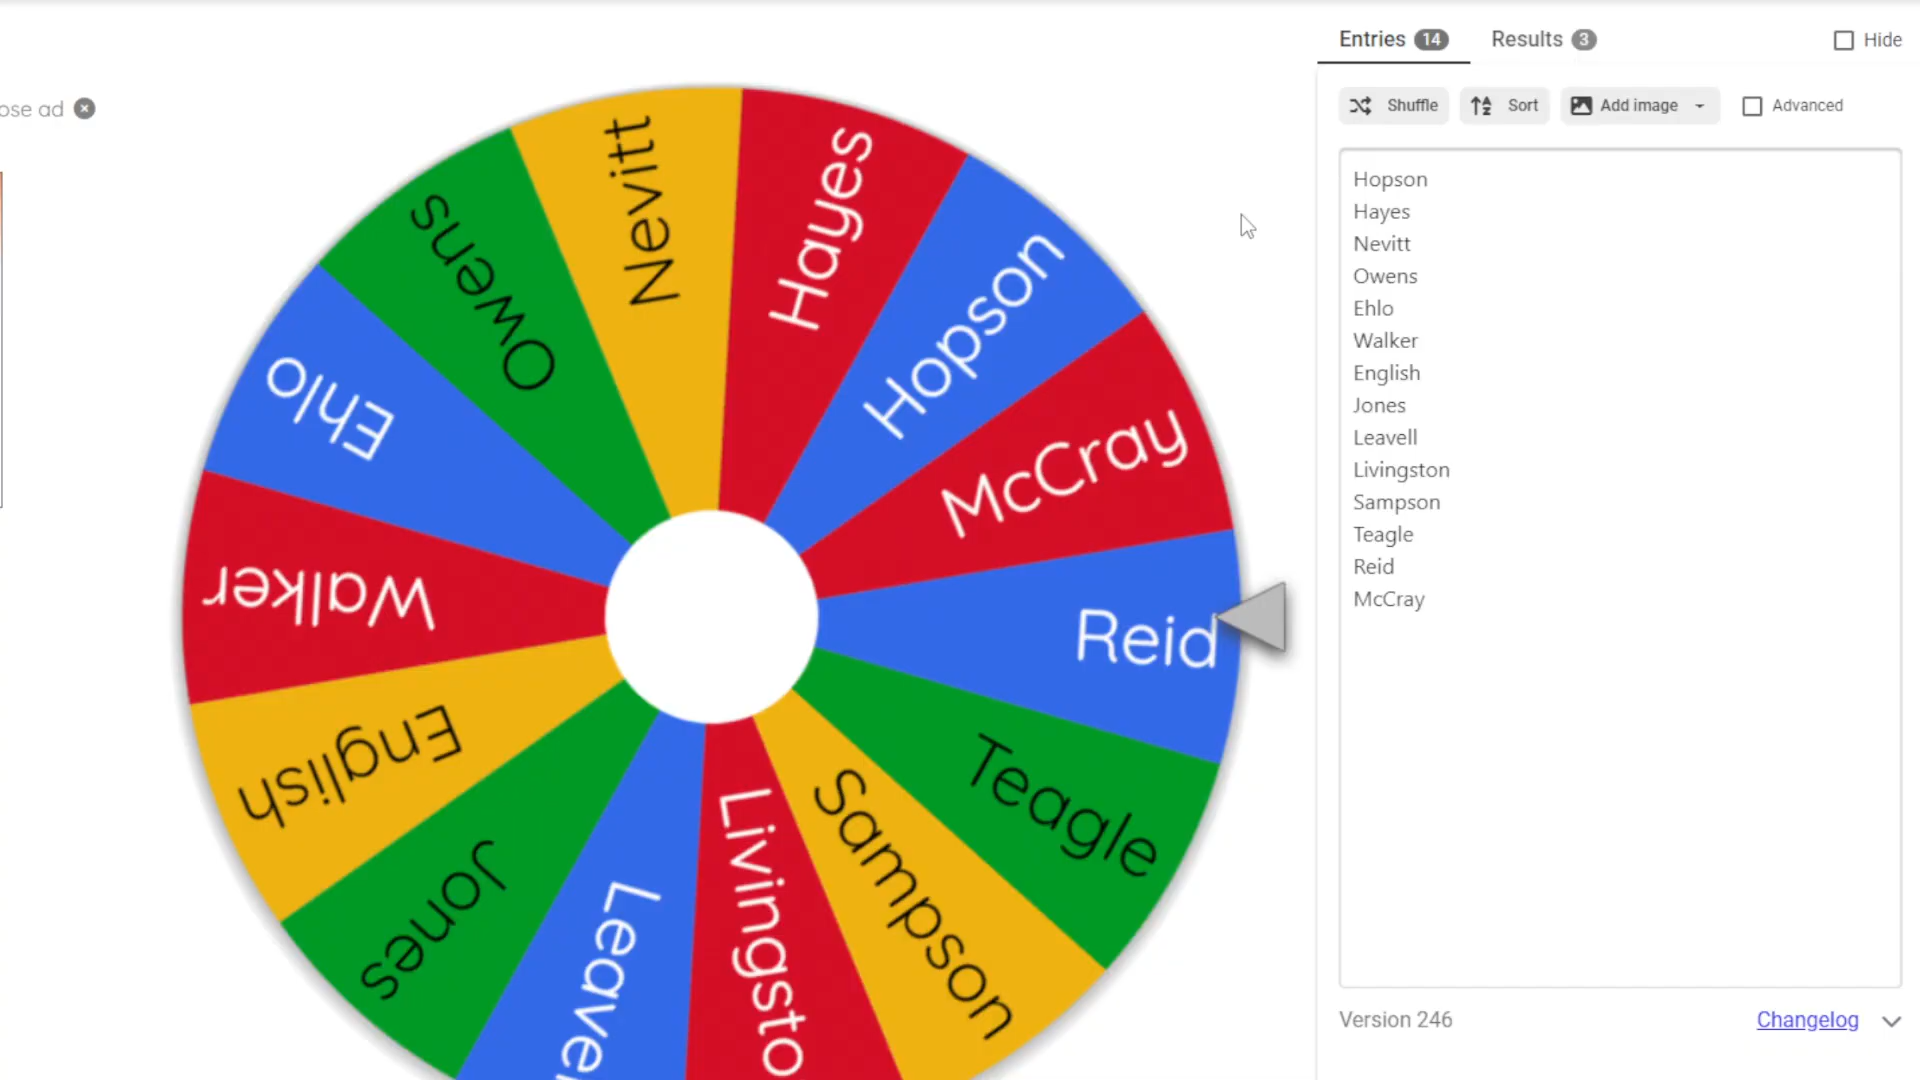 Entries 14 Results 3 Hide
ose ad
Shuffle Sort Add image Advanced
Hopson
Hayes
Nevitt
Owens
Ehlo
Walker
English
Jones
Leavell
Livingston
Sampson
Teagle
Reid
McCray
Version 246 Changelog
Nevitt
Hayes
Hopson
McCray
Reid
Teagle
Sampson
Livingsto
Leave
Jones
English
Walker
Ehlo
Owens